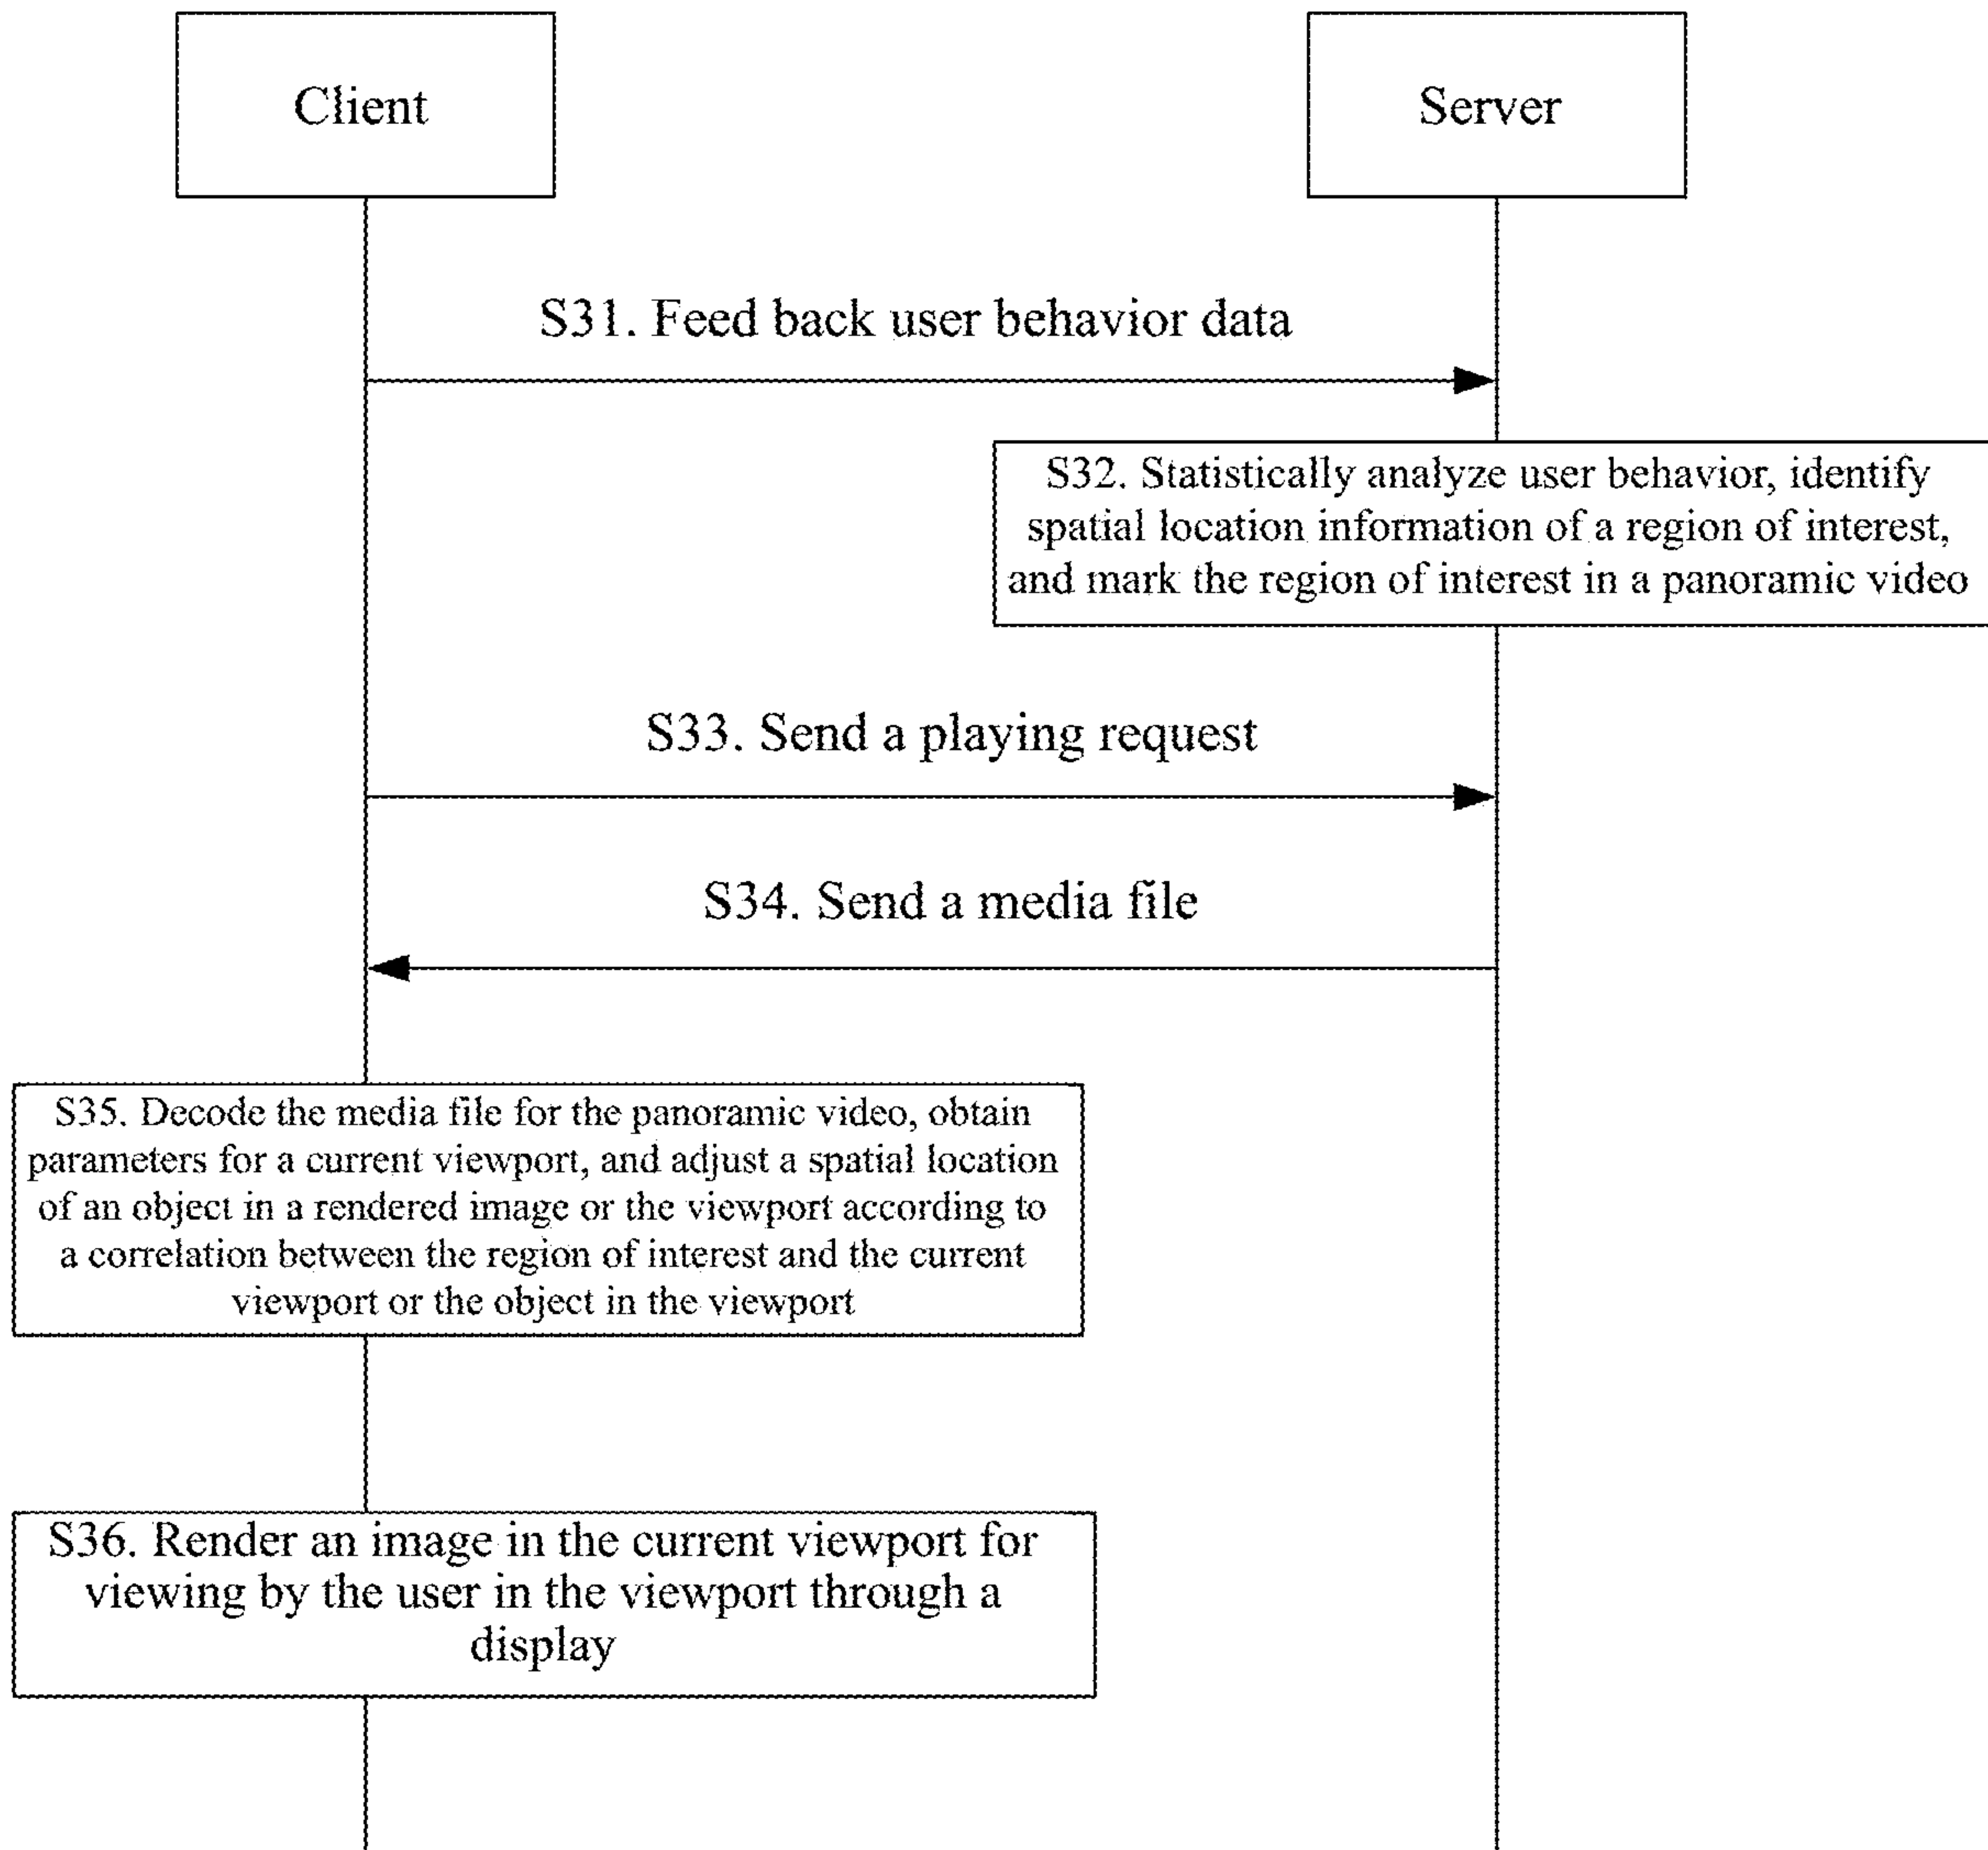 Client
Server
S31. Feed back user behavior data
S32. Statistically analyze user behavior, identify
spatial location information of a region of interest,
and mark the region of interest in a panoramic video
S33. Send a playing request
S34. Send a media file
S35. Decode the media file for the panoramic video, obtain
parameters for a current viewport, and adjust a spatial location
of an object in a rendered image or the viewport according to
a correlation between the region of interest and the current
viewport or the object in the viewport
S36. Render an image in the current viewport for
viewing by the user in the viewport through a
display